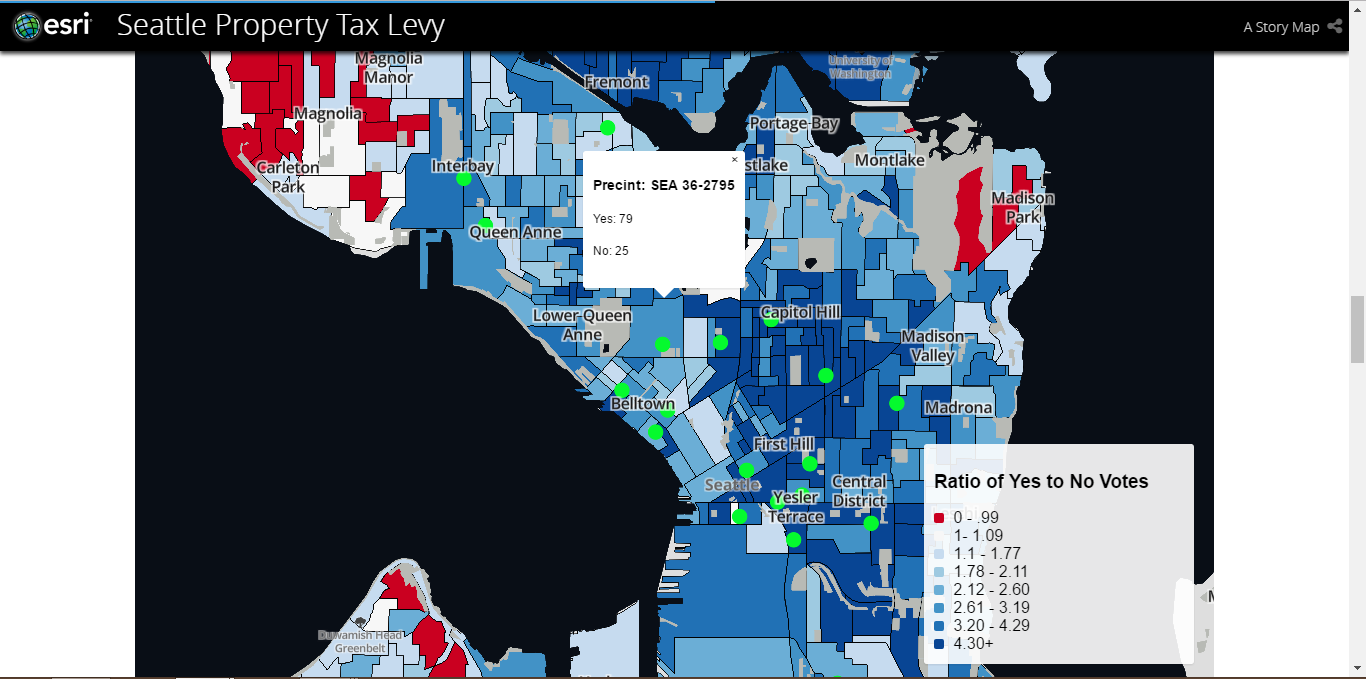 esri
Seattle Property Tax Levy
A Story Map
Magnolia
Manor
Fremont
University of
Washington
Magnolia
Portage-Bay
Carleton
Park
Interbay
×
stlake
Montlake
Precint: SEA 36-2795
Madison
Park
Yes: 79
Queen Anne
No: 25
Lower Queen
Anne
Capitol Hill
Madison
Valley
Belltown
Madrona
First Hill
Seattle
Central
District
Yesler
Terrace
Ratio of Yes to No Votes
0 - .99
1- 1.09
1.1 - 1.77
1.78 - 2.11
2.12 - 2.60
2.61 - 3.19
3.20 - 4.29
4.30+
Duwamish Head
Greenbelt